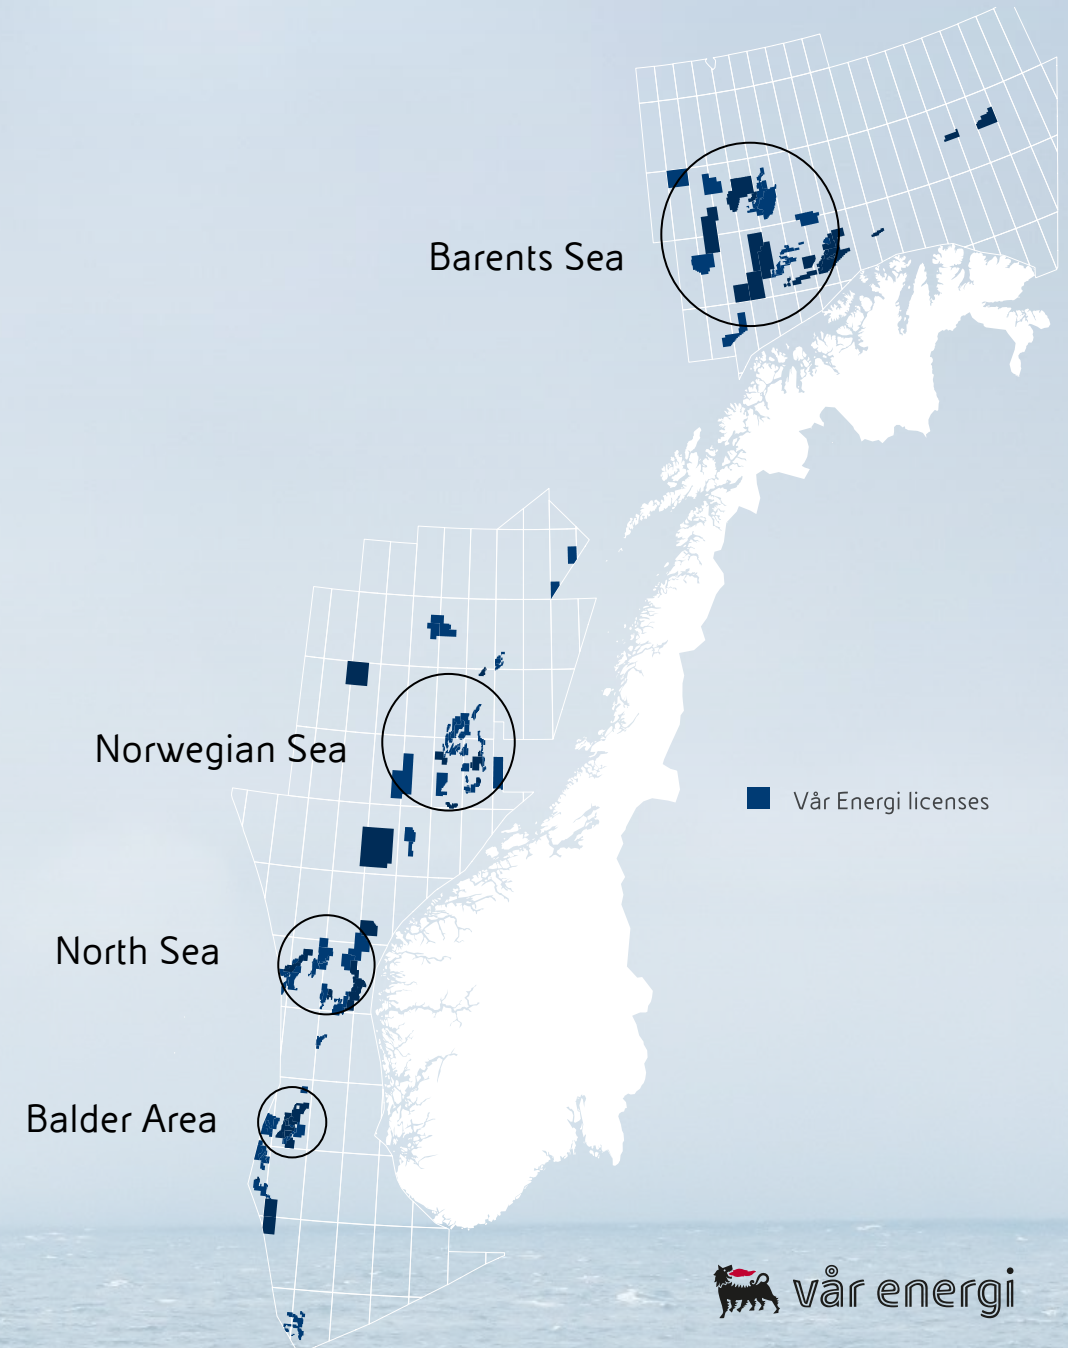 Barents Sea
Norwegian Sea
Vår Energi licenses
North Sea
Balder Area
vår energi